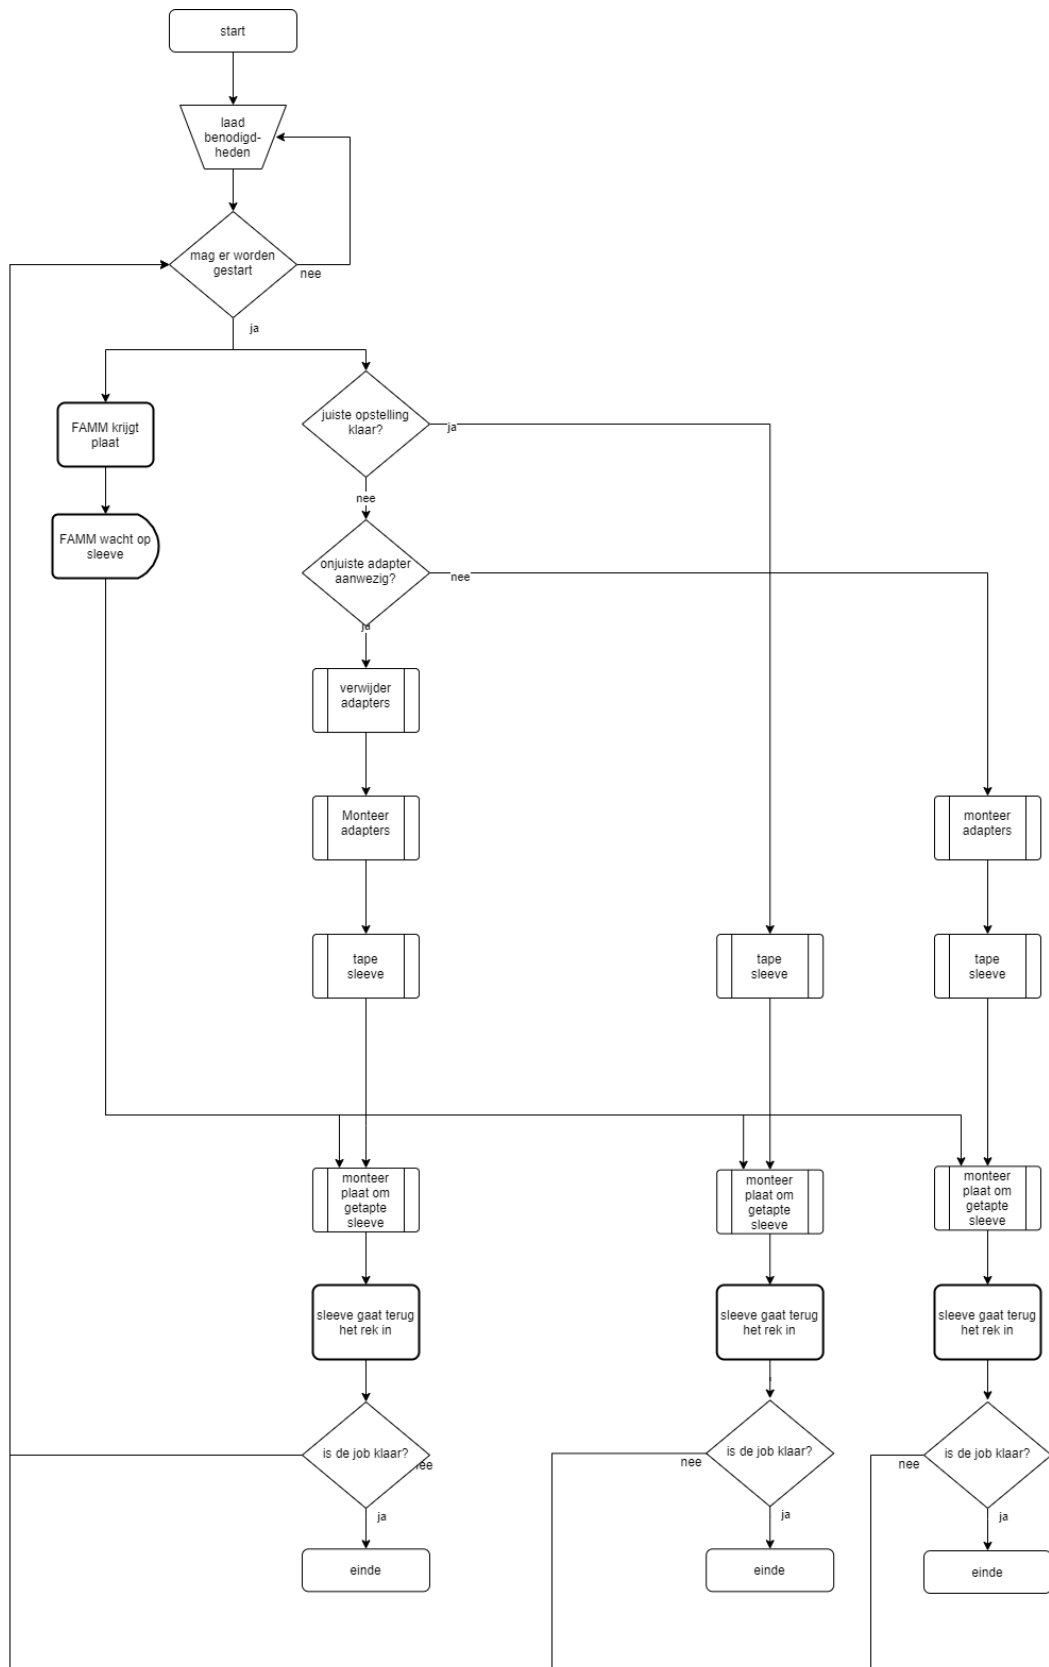 start
laad
benodigd-
heden
mag er worden
gestart
nee
ja
FAMM krijgt
plaat
juiste opstelling
klaar?
ja
nee
FAMM wacht op
sleeve
onjuiste adapter
aanwezig?
nee
ja
verwijder
adapters
Monteer
adapters
monteer
adapters
tape
sleeve
tape
sleeve
tape
sleeve
monteer
plaat om
getapte
sleeve
monteer
plaat om
getapte
sleeve
monteer
plaat om
getapte
sleeve
sleeve gaat terug
het rek in
sleeve gaat terug
het rek in
sleeve gaat terug
het rek in
is de job klaar?
nee
is de job klaar?
nee
is de job klaar?
nee
ja
ja
ja
einde
einde
einde